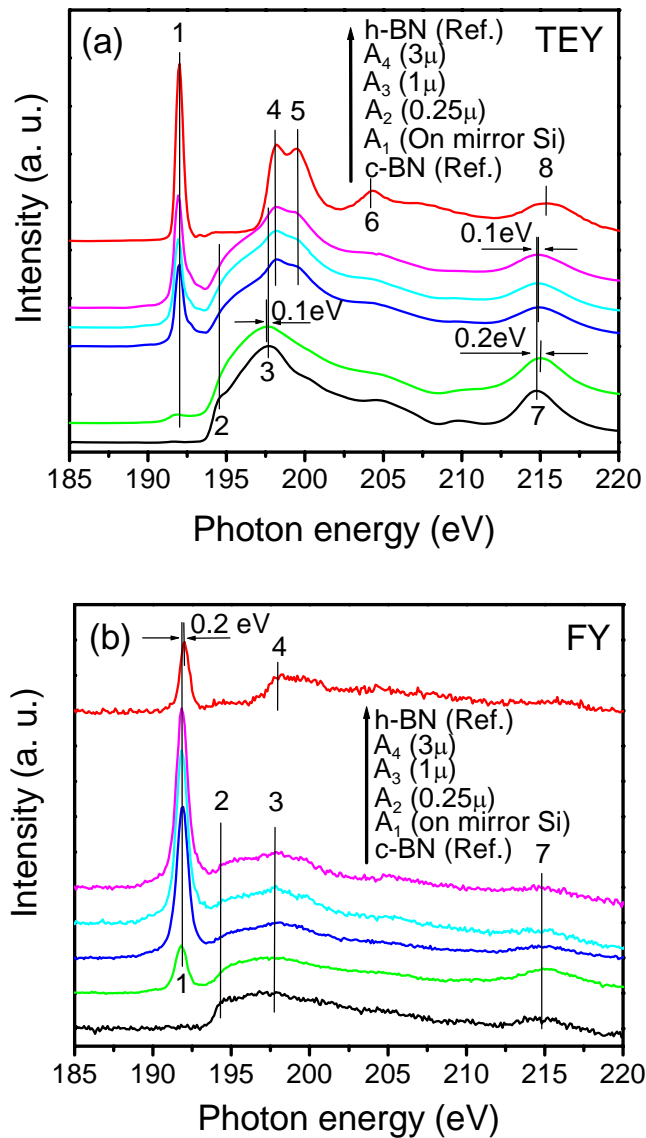 (a)
TEY
1
h-BN (Ref.)
A₄ (3μ)
A₃ (1μ)
A₂ (0.25μ)
A₁ (On mirror Si)
c-BN (Ref.)
4 5
6
8
0.1eV
0.1eV
0.2eV
2
3
7
Intensity (a. u.)
185 190 195 200 205 210 215 220
Photon energy (eV)
(b)
FY
0.2 eV
4
h-BN (Ref.)
A₄ (3μ)
A₃ (1μ)
A₂ (0.25μ)
A₁ (on mirror Si)
c-BN (Ref.)
2 3
7
1
Intensity (a. u.)
185 190 195 200 205 210 215 220
Photon energy (eV)